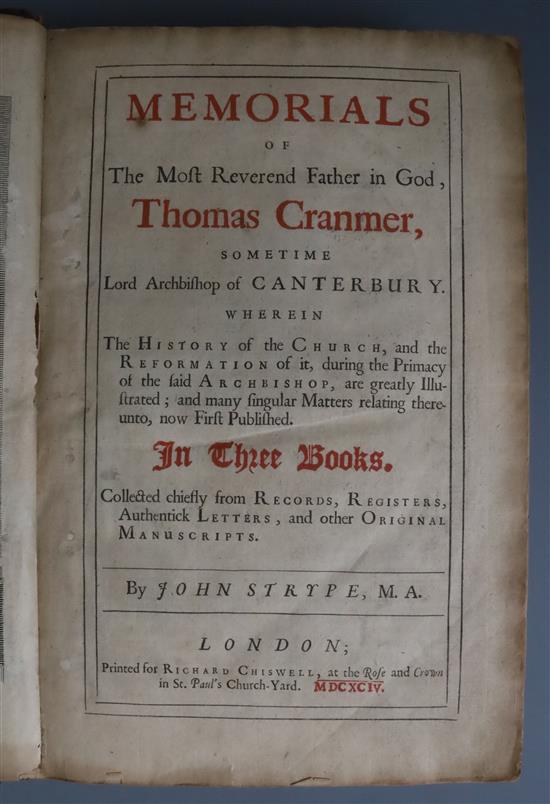 MEMORIALS
OF
The Moſt Reverend Father in God,
Thomas Cranmer,
SOMETIME
Lord Archbiſhop of CANTERBURY.
WHEREIN
The HISTORY of the CHURCH, and the
REFORMATION of it, during the Primacy
of the ſaid ARCHBISHOP, are greatly Illu-
ſtrated; and many ſingular Matters relating there-
unto, now Firſt Publiſhed.
In Three Books.
Collected chiefly from RECORDS, REGISTERS,
Authentick LETTERS, and other ORIGINAL
MANUSCRIPTS.
By JOHN STRYPE, M.A.
LONDON;
Printed for RICHARD CHISWELL, at the Roſe and Crown
in St. Paul's Church-Yard. MDCXCIV.